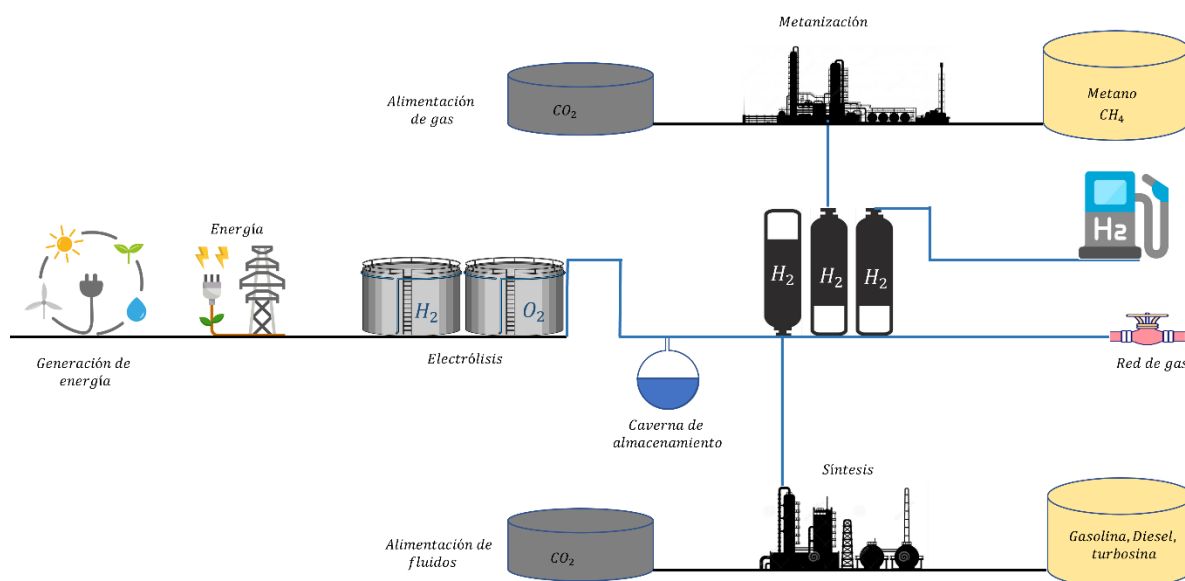 Metanización
Alimentación
de gas
CO₂
Metano
CH₄
H₂
Energía
H₂
H₂
H₂
H₂
O₂
Generación de
energía
Electrólisis
Red de gas
Caverna de
almacenamiento
Síntesis
Alimentación de
fluidos
CO₂
Gasolina, Diesel,
turbosina